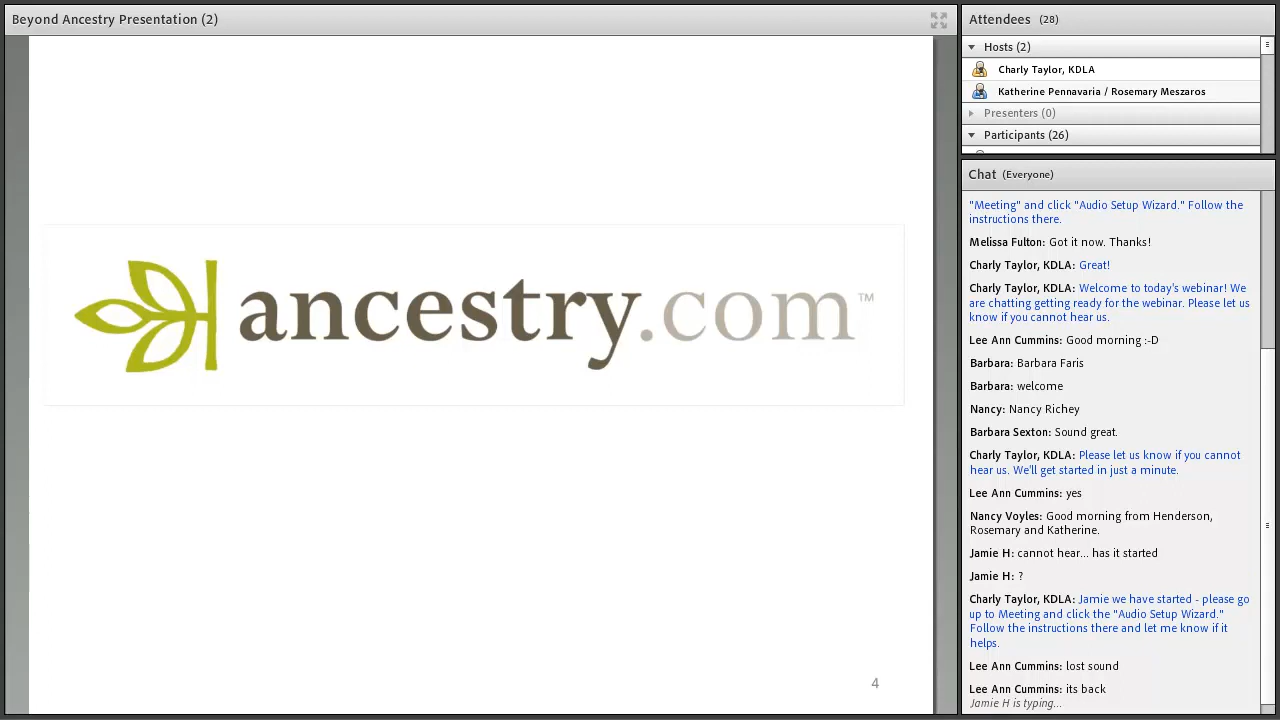 Beyond Ancestry Presentation (2)
ancestry.com™
4
Attendees (28)
Hosts (2)
Charly Taylor, KDLA
Katherine Pennavaria / Rosemary Meszaros
Presenters (0)
Participants (26)
Chat (Everyone)
"Meeting" and click "Audio Setup Wizard." Follow the
instructions there.
Melissa Fulton: Got it now. Thanks!
Charly Taylor, KDLA: Great!
Charly Taylor, KDLA: Welcome to today's webinar! We
are chatting getting ready for the webinar. Please let us
know if you cannot hear us.
Lee Ann Cummins: Good morning :-D
Barbara: Barbara Faris
Barbara: welcome
Nancy: Nancy Richey
Barbara Sexton: Sound great.
Charly Taylor, KDLA: Please let us know if you cannot
hear us. We'll get started in just a minute.
Lee Ann Cummins: yes
Nancy Voyles: Good morning from Henderson,
Rosemary and Katherine.
Jamie H: cannot hear... has it started
Jamie H: ?
Charly Taylor, KDLA: Jamie we have started - please go
up to Meeting and click the "Audio Setup Wizard."
Follow the instructions there and let me know if it
helps.
Lee Ann Cummins: lost sound
Lee Ann Cummins: its back
Jamie H is typing...